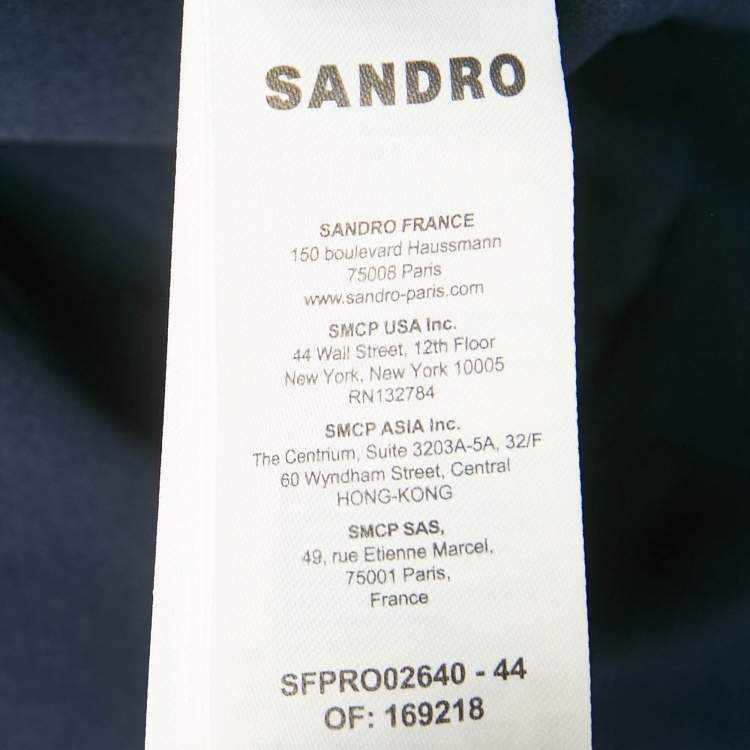 SANDRO
SANDRO FRANCE
150 boulevard Haussmann
75008 Paris
www.sandro-paris.com
SMCP USA Inc.
44 Wall Street, 12th Floor
New York, New York 10005
RN132784
SMCP ASIA Inc.
The Centrium, Suite 3203A-5A, 32/F
60 Wyndham Street, Central
HONG-KONG
SMCP SAS,
49, rue Etienne Marcel,
75001 Paris,
France
SFPRO02640 - 44
OF: 169218